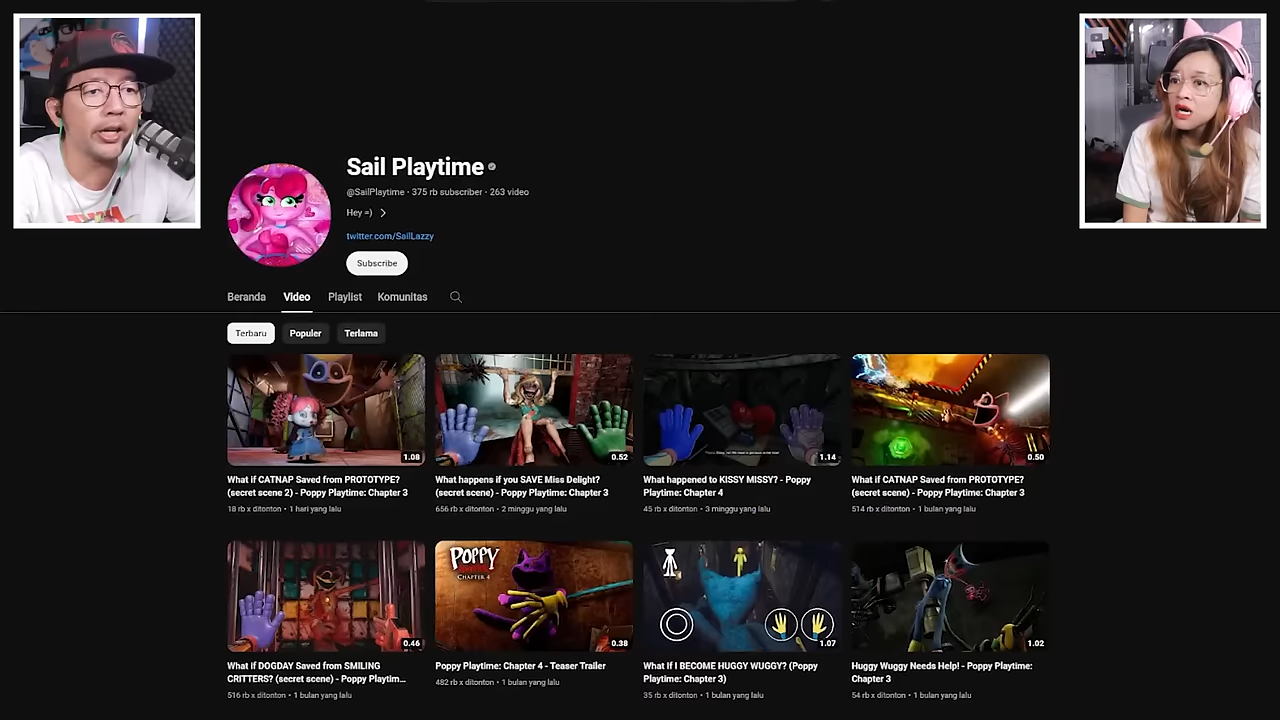 Sail Playtime
@SailPlaytime · 375 rb subscriber · 263 video
Hey =)
twitter.com/SailLazzy
Subscribe
Beranda Video Playlist Komunitas
Terbaru Populer Terlama
1.08
0.52
1.14
0.50
What if CATNAP Saved from PROTOTYPE?
(secret scene 2) - Poppy Playtime: Chapter 3
18 rb x ditonton · 1 hari yang lalu
What happens if you SAVE Miss Delight?
(secret scene) - Poppy Playtime: Chapter 3
656 rb x ditonton · 2 minggu yang lalu
What happened to KISSY MISSY? - Poppy
Playtime: Chapter 4
45 rb x ditonton · 3 minggu yang lalu
What if CATNAP Saved from PROTOTYPE?
(secret scene) - Poppy Playtime: Chapter 3
514 rb x ditonton · 1 bulan yang lalu
POPPY
CHAPTER 4
0.46
0.38
1.07
1.02
What if DOGDAY Saved from SMILING
CRITTERS? (secret scene) - Poppy Playtim...
516 rb x ditonton · 1 bulan yang lalu
Poppy Playtime: Chapter 4 - Teaser Trailer
482 rb x ditonton · 1 bulan yang lalu
What If I BECOME HUGGY WUGGY? (Poppy
Playtime: Chapter 3)
35 rb x ditonton · 1 bulan yang lalu
Huggy Wuggy Needs Help! - Poppy Playtime:
Chapter 3
54 rb x ditonton · 1 bulan yang lalu